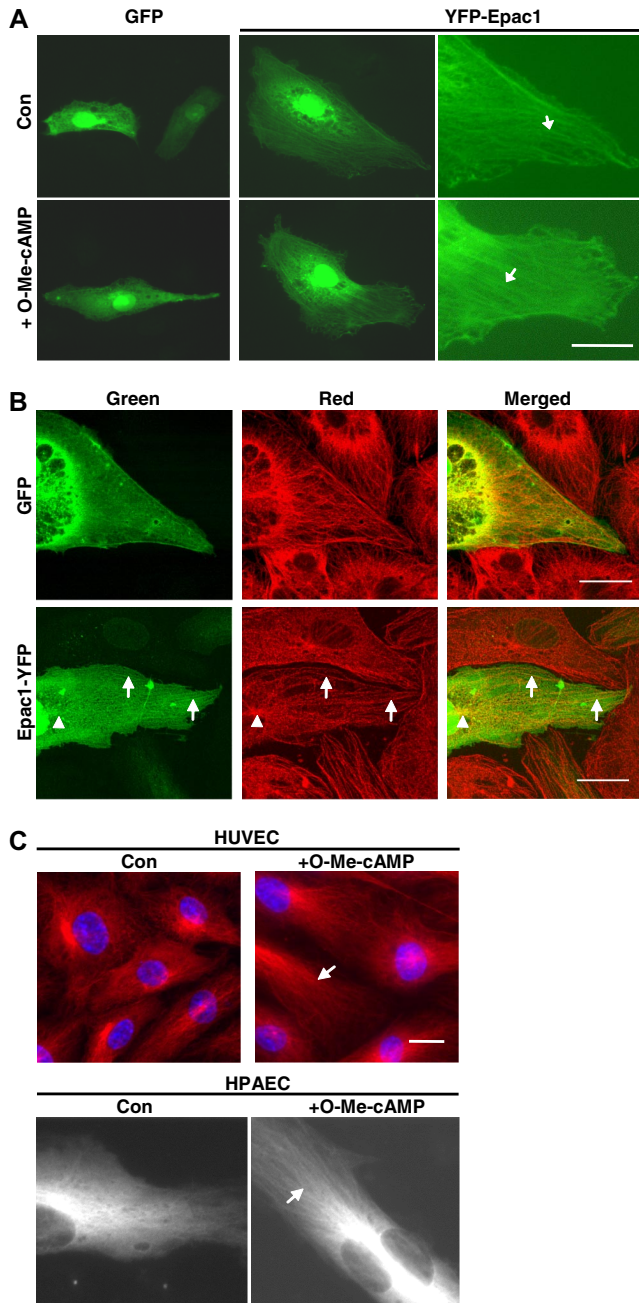 A
GFP YFP-Epac1
Con
+ O-Me-cAMP
B
Green Red Merged
GFP
Epac1-YFP
C
HUVEC
Con +O-Me-cAMP
HPAEC
Con +O-Me-cAMP